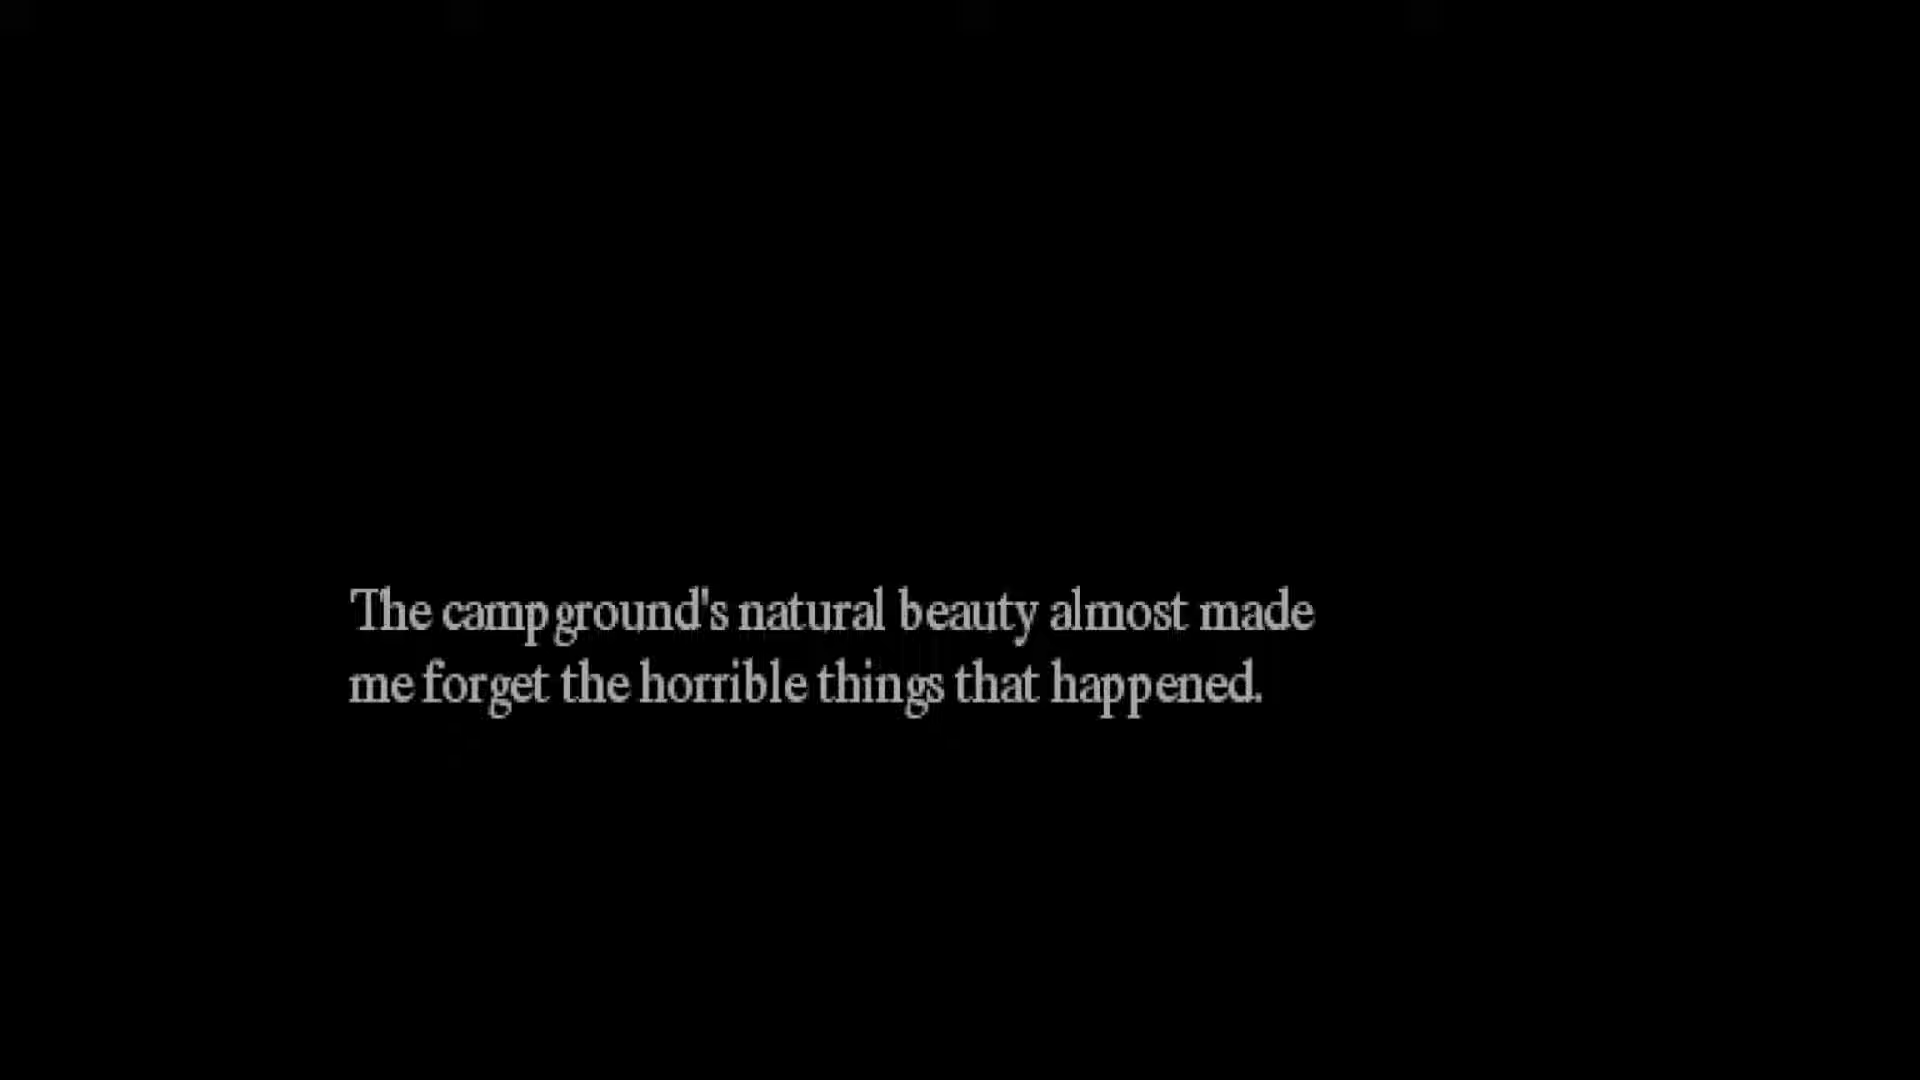 The campground's natural beauty almost made
me forget the horrible things that happened.